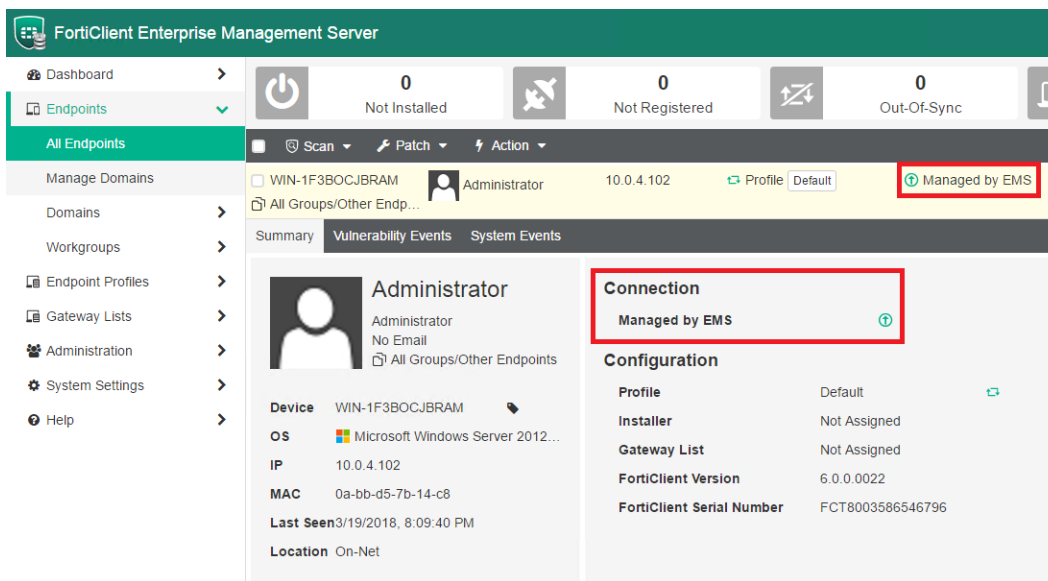 FortiClient Enterprise Management Server
Dashboard
Endpoints
All Endpoints
Manage Domains
Domains
Workgroups
Endpoint Profiles
Gateway Lists
Administration
System Settings
Help
0 0 0
Not Installed Not Registered Out-Of-Sync
Scan Patch Action
WIN-1F3BOCJBRAM Administrator 10.0.4.102 Profile Default Managed by EMS
All Groups/Other Endp...
Summary Vulnerability Events System Events
Administrator
Administrator
No Email
All Groups/Other Endpoints
Device WIN-1F3BOCJBRAM
OS Microsoft Windows Server 2012...
IP 10.0.4.102
MAC 0a-bb-d5-7b-14-c8
Last Seen 3/19/2018, 8:09:40 PM
Location On-Net
Connection
Managed by EMS
Configuration
Profile Default
Installer Not Assigned
Gateway List Not Assigned
FortiClient Version 6.0.0.0022
FortiClient Serial Number FCT8003586546796